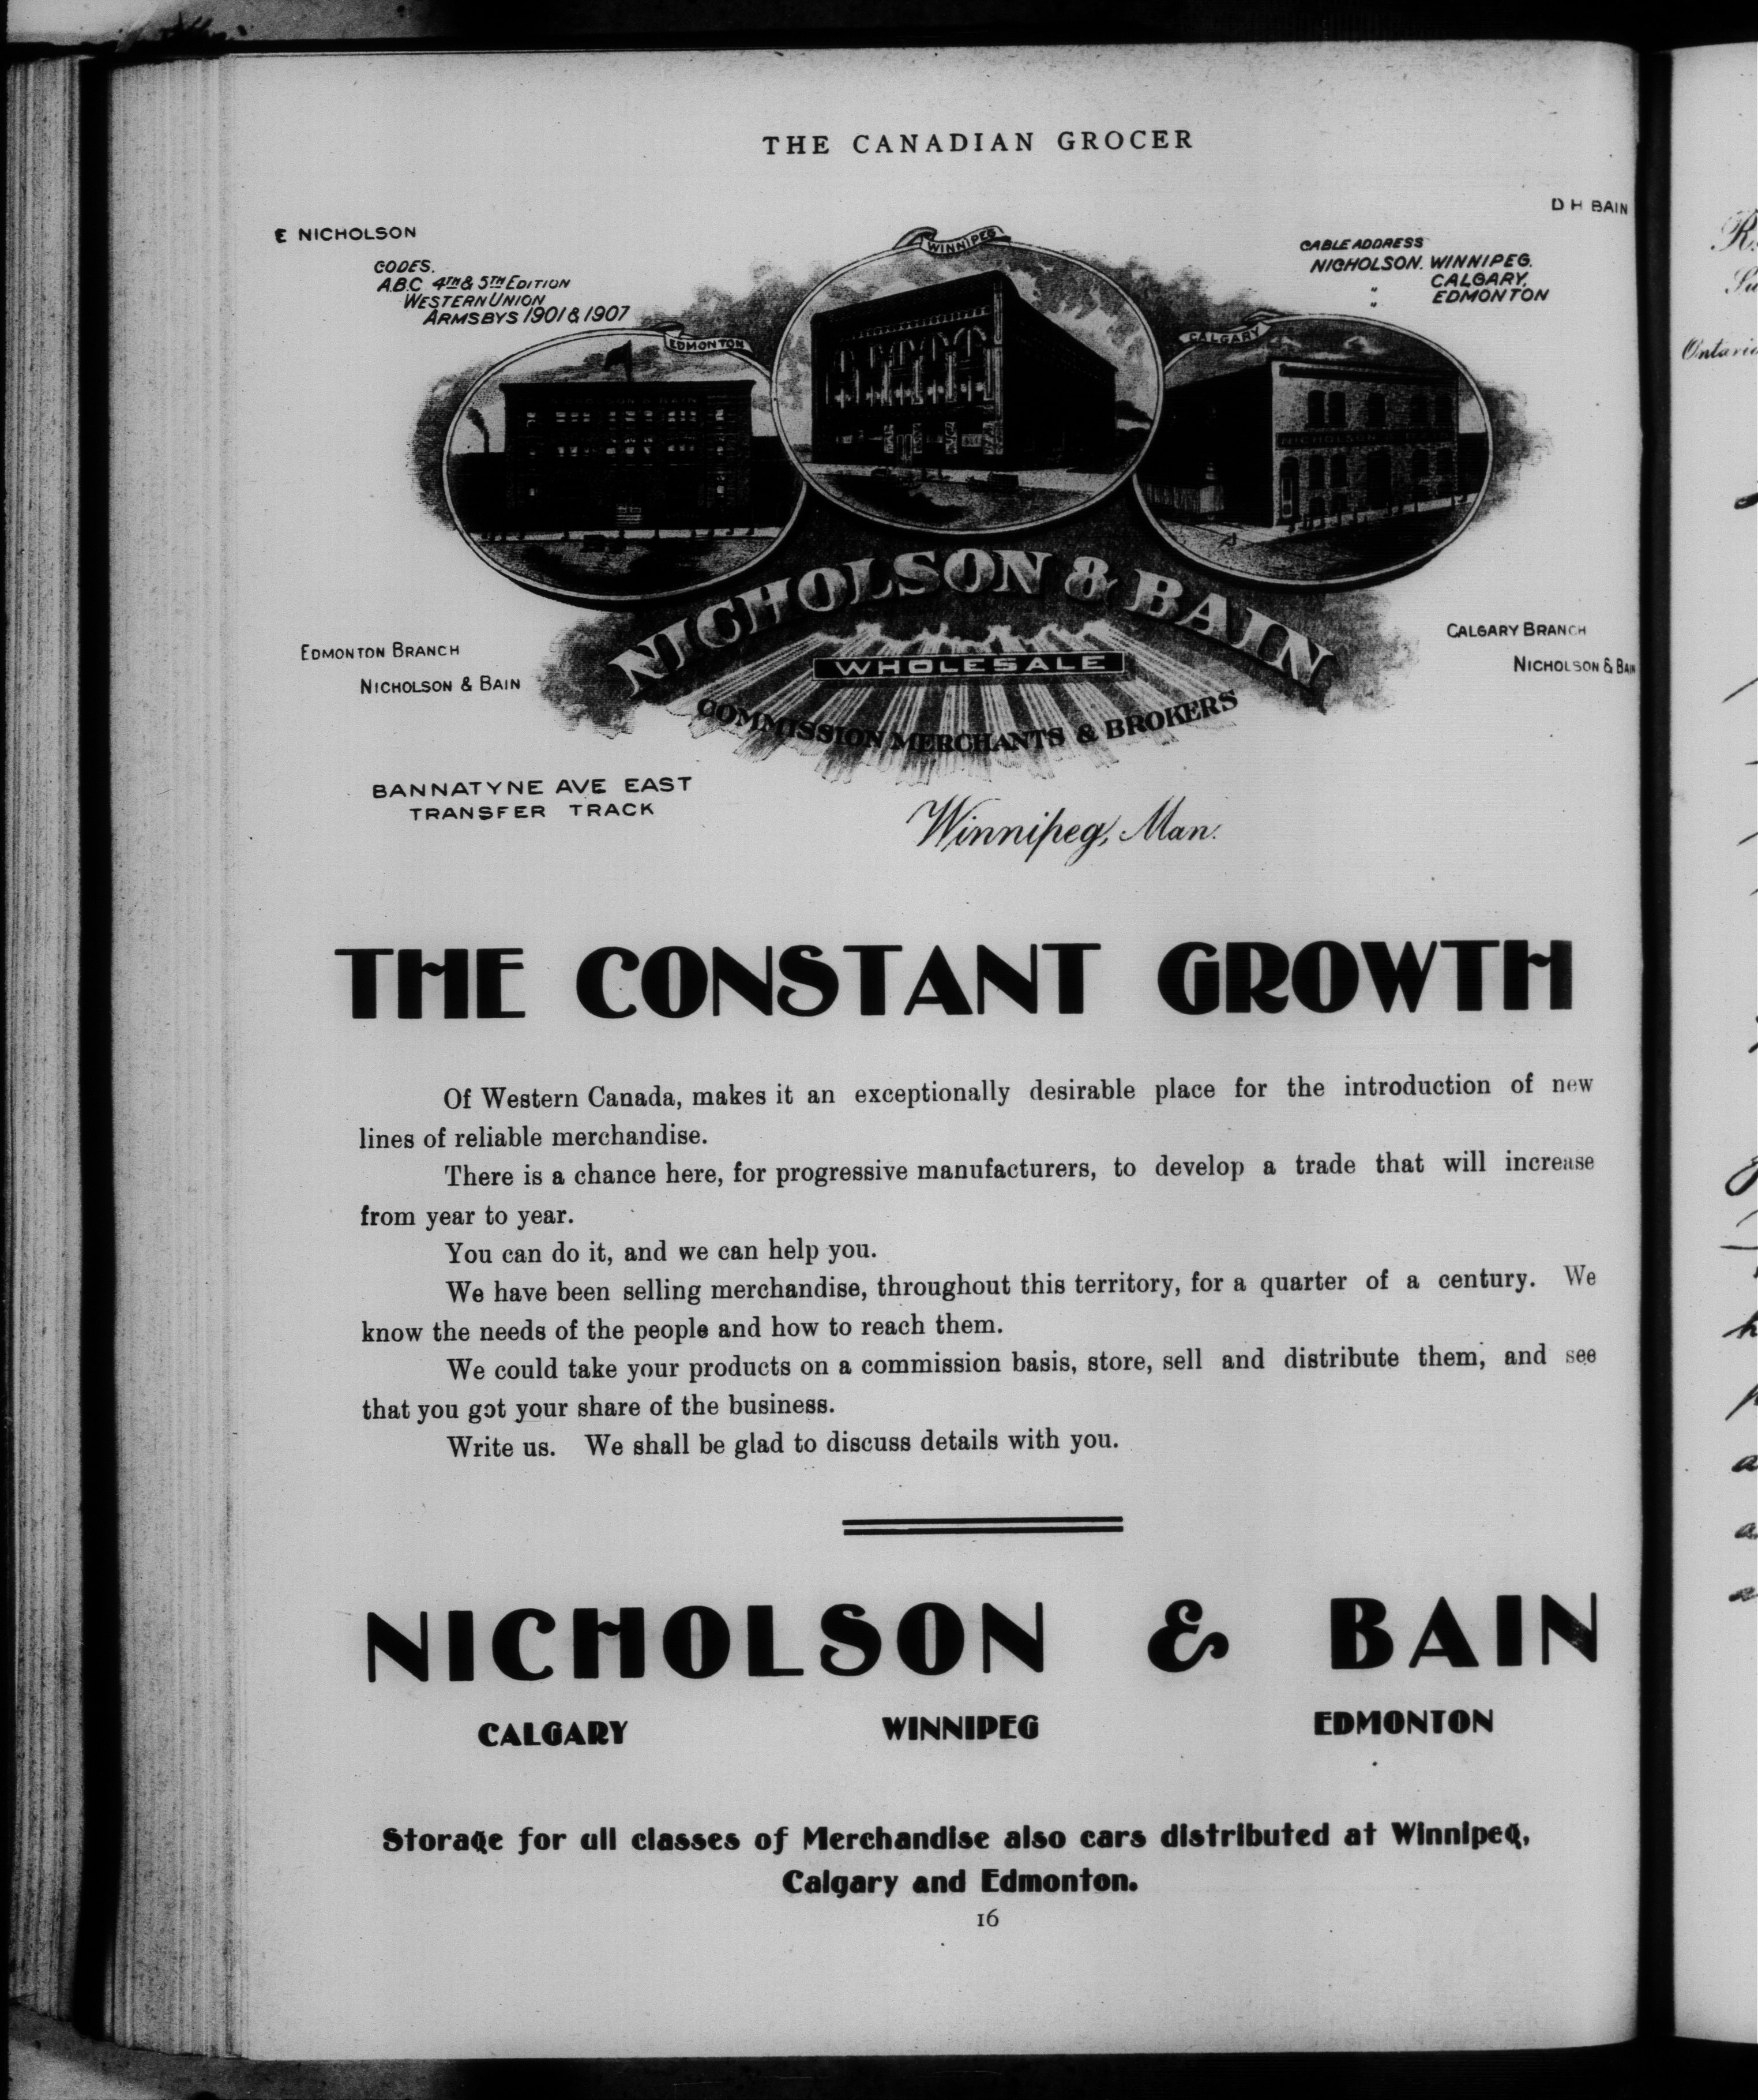 THE CANADIAN GROCER
E NICHOLSON
D H BAIN
CODES.
A.B.C. 4TH & 5TH EDITION
WESTERN UNION
ARMSBYS 1901 & 1907
CABLE ADDRESS
NICHOLSON. WINNIPEG.
" CALGARY,
" EDMONTON
WINNIPEG
EDMONTON
CALGARY
NICHOLSON & BAIN
NICHOLSON
NICHOLSON & BAIN
WHOLESALE
COMMISSION MERCHANTS & BROKERS
EDMONTON BRANCH
NICHOLSON & BAIN
CALGARY BRANCH
NICHOLSON & BAIN
BANNATYNE AVE EAST
TRANSFER TRACK
Winnipeg, Man.
THE CONSTANT GROWTH
Of Western Canada, makes it an exceptionally desirable place for the introduction of new
lines of reliable merchandise.
There is a chance here, for progressive manufacturers, to develop a trade that will increase
from year to year.
You can do it, and we can help you.
We have been selling merchandise, throughout this territory, for a quarter of a century. We
know the needs of the people and how to reach them.
We could take your products on a commission basis, store, sell and distribute them, and see
that you got your share of the business.
Write us. We shall be glad to discuss details with you.
NICHOLSON & BAIN
CALGARY WINNIPEG EDMONTON
Storage for all classes of Merchandise also cars distributed at Winnipeg,
Calgary and Edmonton.
16
Ontario